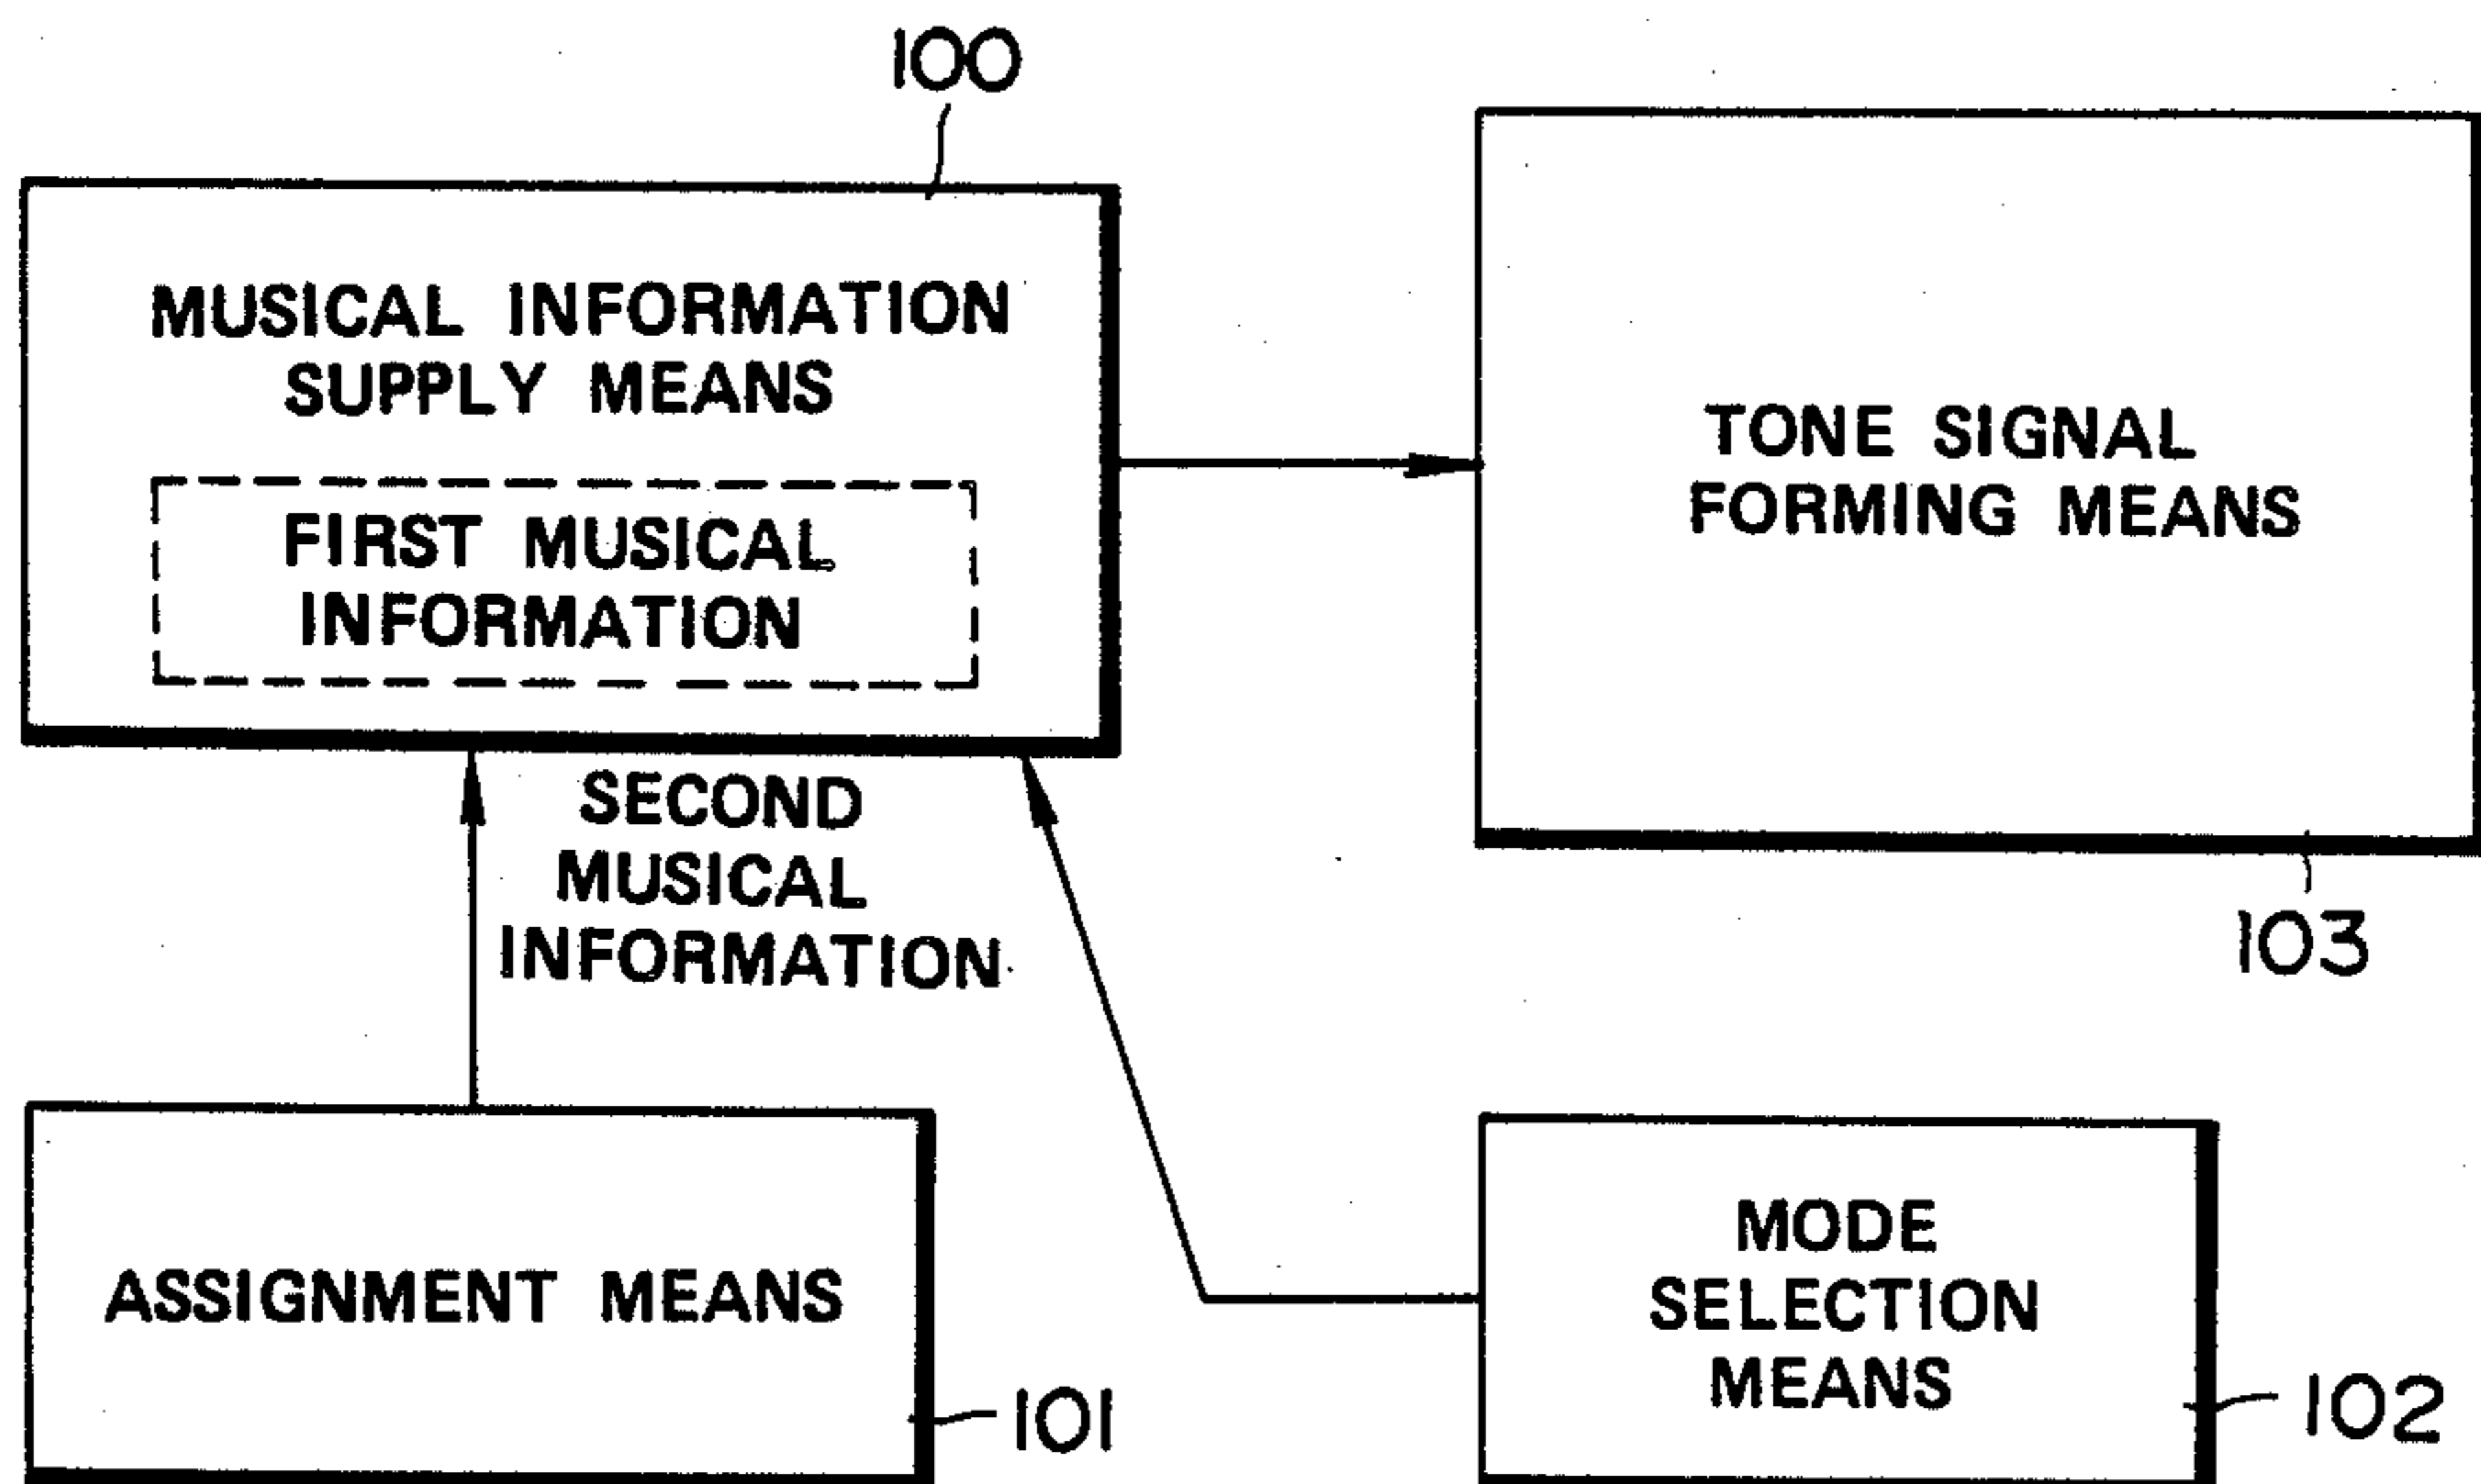 100
MUSICAL INFORMATION
SUPPLY MEANS
FIRST MUSICAL
INFORMATION
TONE SIGNAL
FORMING MEANS
103
SECOND
MUSICAL
INFORMATION
ASSIGNMENT MEANS
101
MODE
SELECTION
MEANS
102